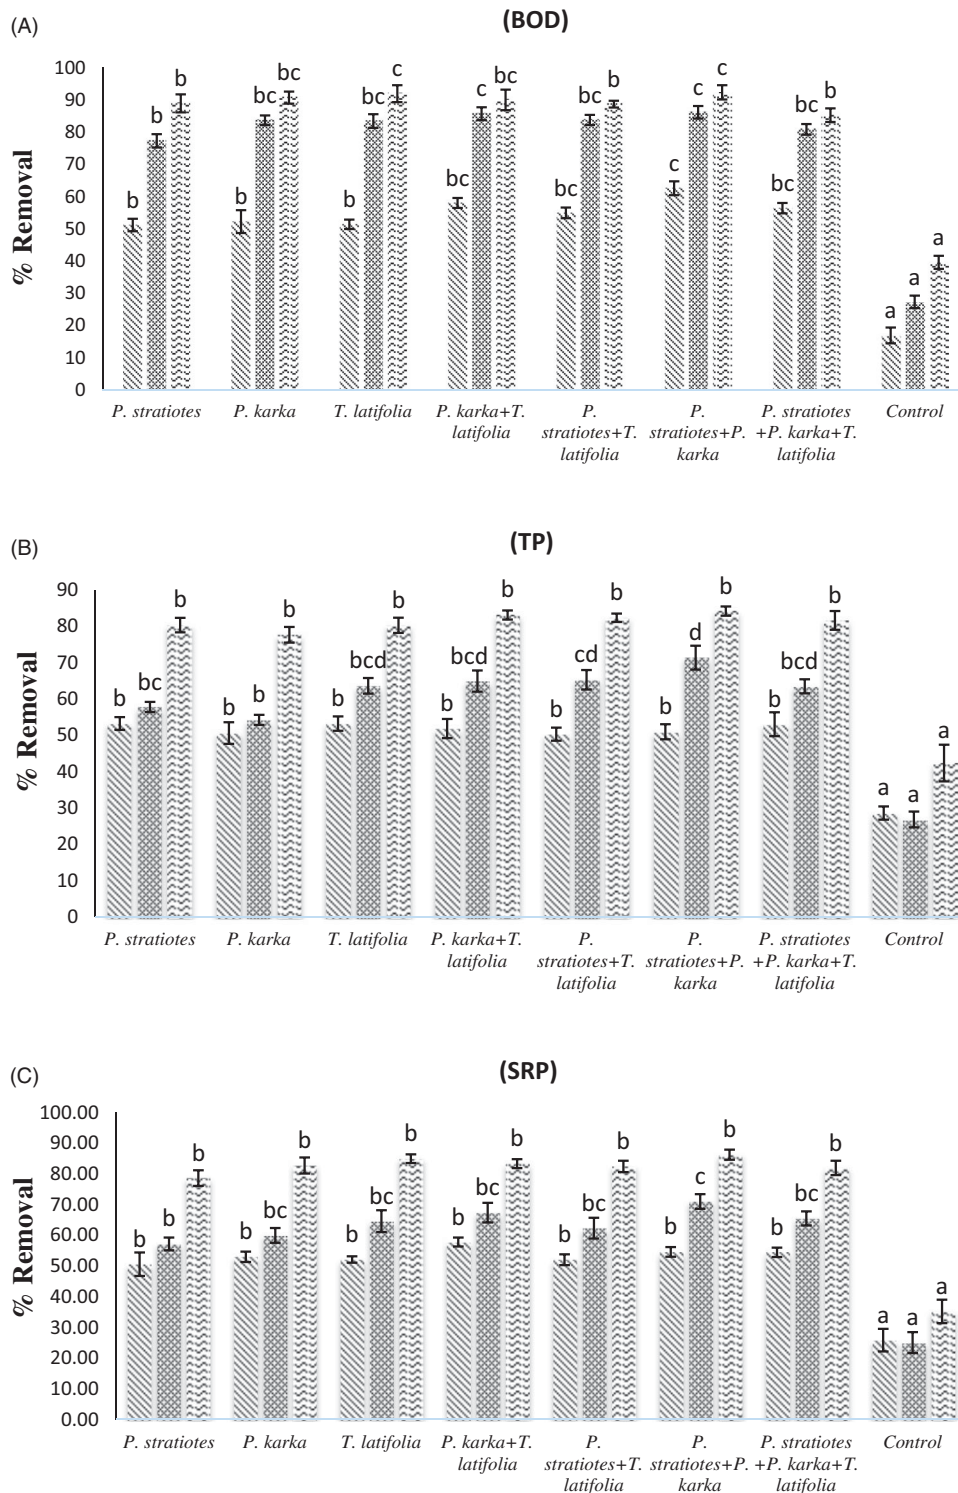 (A)
(BOD)
% Removal
100
90
80
70
60
50
40
30
20
10
0
b b b
b bc bc
b bc c
bc c bc
bc bc b
c c c
bc bc b
a a a
P. stratiotes
P. karka
T. latifolia
P. karka+T.
latifolia
P.
stratiotes+T.
latifolia
P.
stratiotes+P.
karka
P. stratiotes
+P. karka+T.
latifolia
Control
(B)
(TP)
% Removal
90
80
70
60
50
40
30
20
10
0
b bc b
b b b
b bcd b
b bcd b
b cd b
b d b
b bcd b
a a a
P. stratiotes
P. karka
T. latifolia
P. karka+T.
latifolia
P.
stratiotes+T.
latifolia
P.
stratiotes+P.
karka
P. stratiotes
+P. karka+T.
latifolia
Control
(C)
(SRP)
% Removal
100.00
90.00
80.00
70.00
60.00
50.00
40.00
30.00
20.00
10.00
0.00
b b b
b bc b
b bc b
b bc b
b bc b
b c b
b bc b
a a a
P. stratiotes
P. karka
T. latifolia
P. karka+T.
latifolia
P.
stratiotes+T.
latifolia
P.
stratiotes+P.
karka
P. stratiotes
+P. karka+T.
latifolia
Control